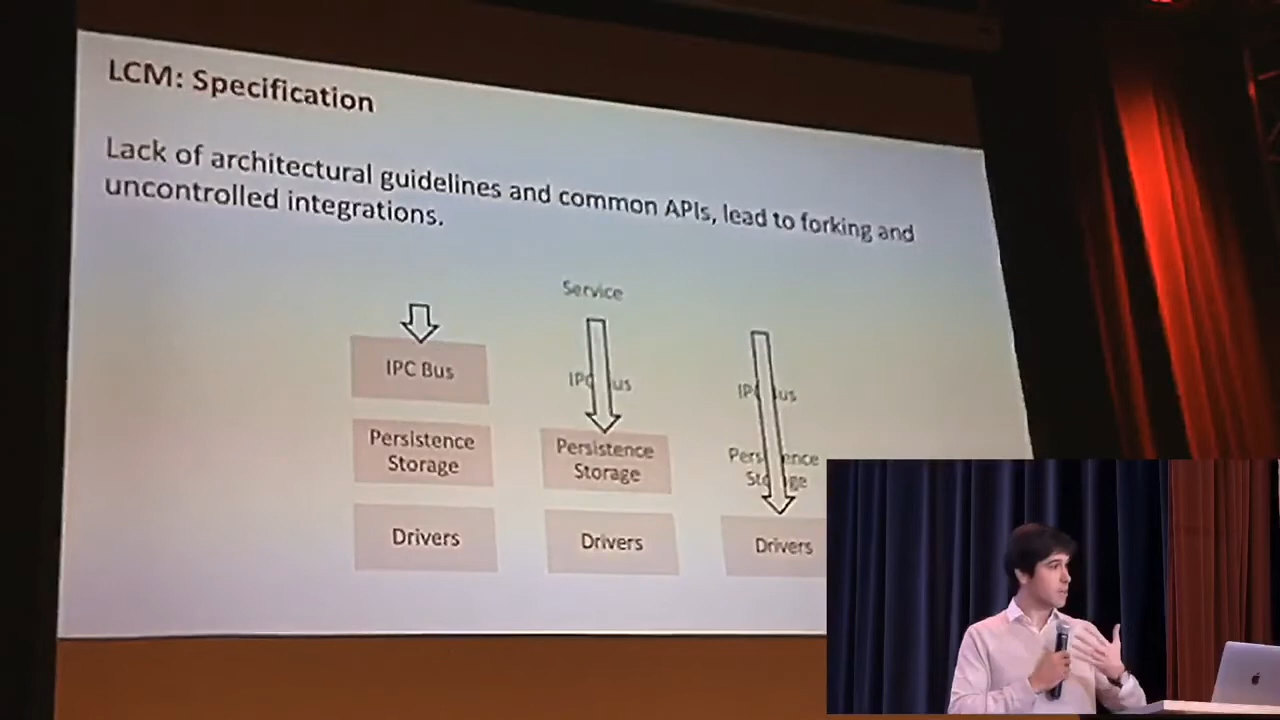 LCM: Specification
Lack of architectural guidelines and common APIs, lead to forking and
uncontrolled integrations.
Service
IPC Bus
Persistence
Storage
Drivers
Persistence
Storage
Drivers
Drivers